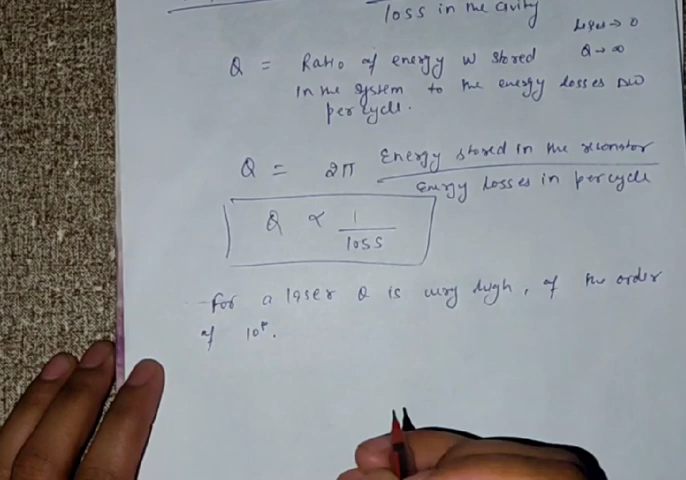 loss in the cavity
losses → 0
Q → ∞
Q = Ratio of energy W stored
in the system to the energy losses ΔW
per cycle.
Q = 2π Energy stored in the resonator
Energy losses in per cycle
Q ∝ 1
loss
For a laser Q is very high, of the order
of